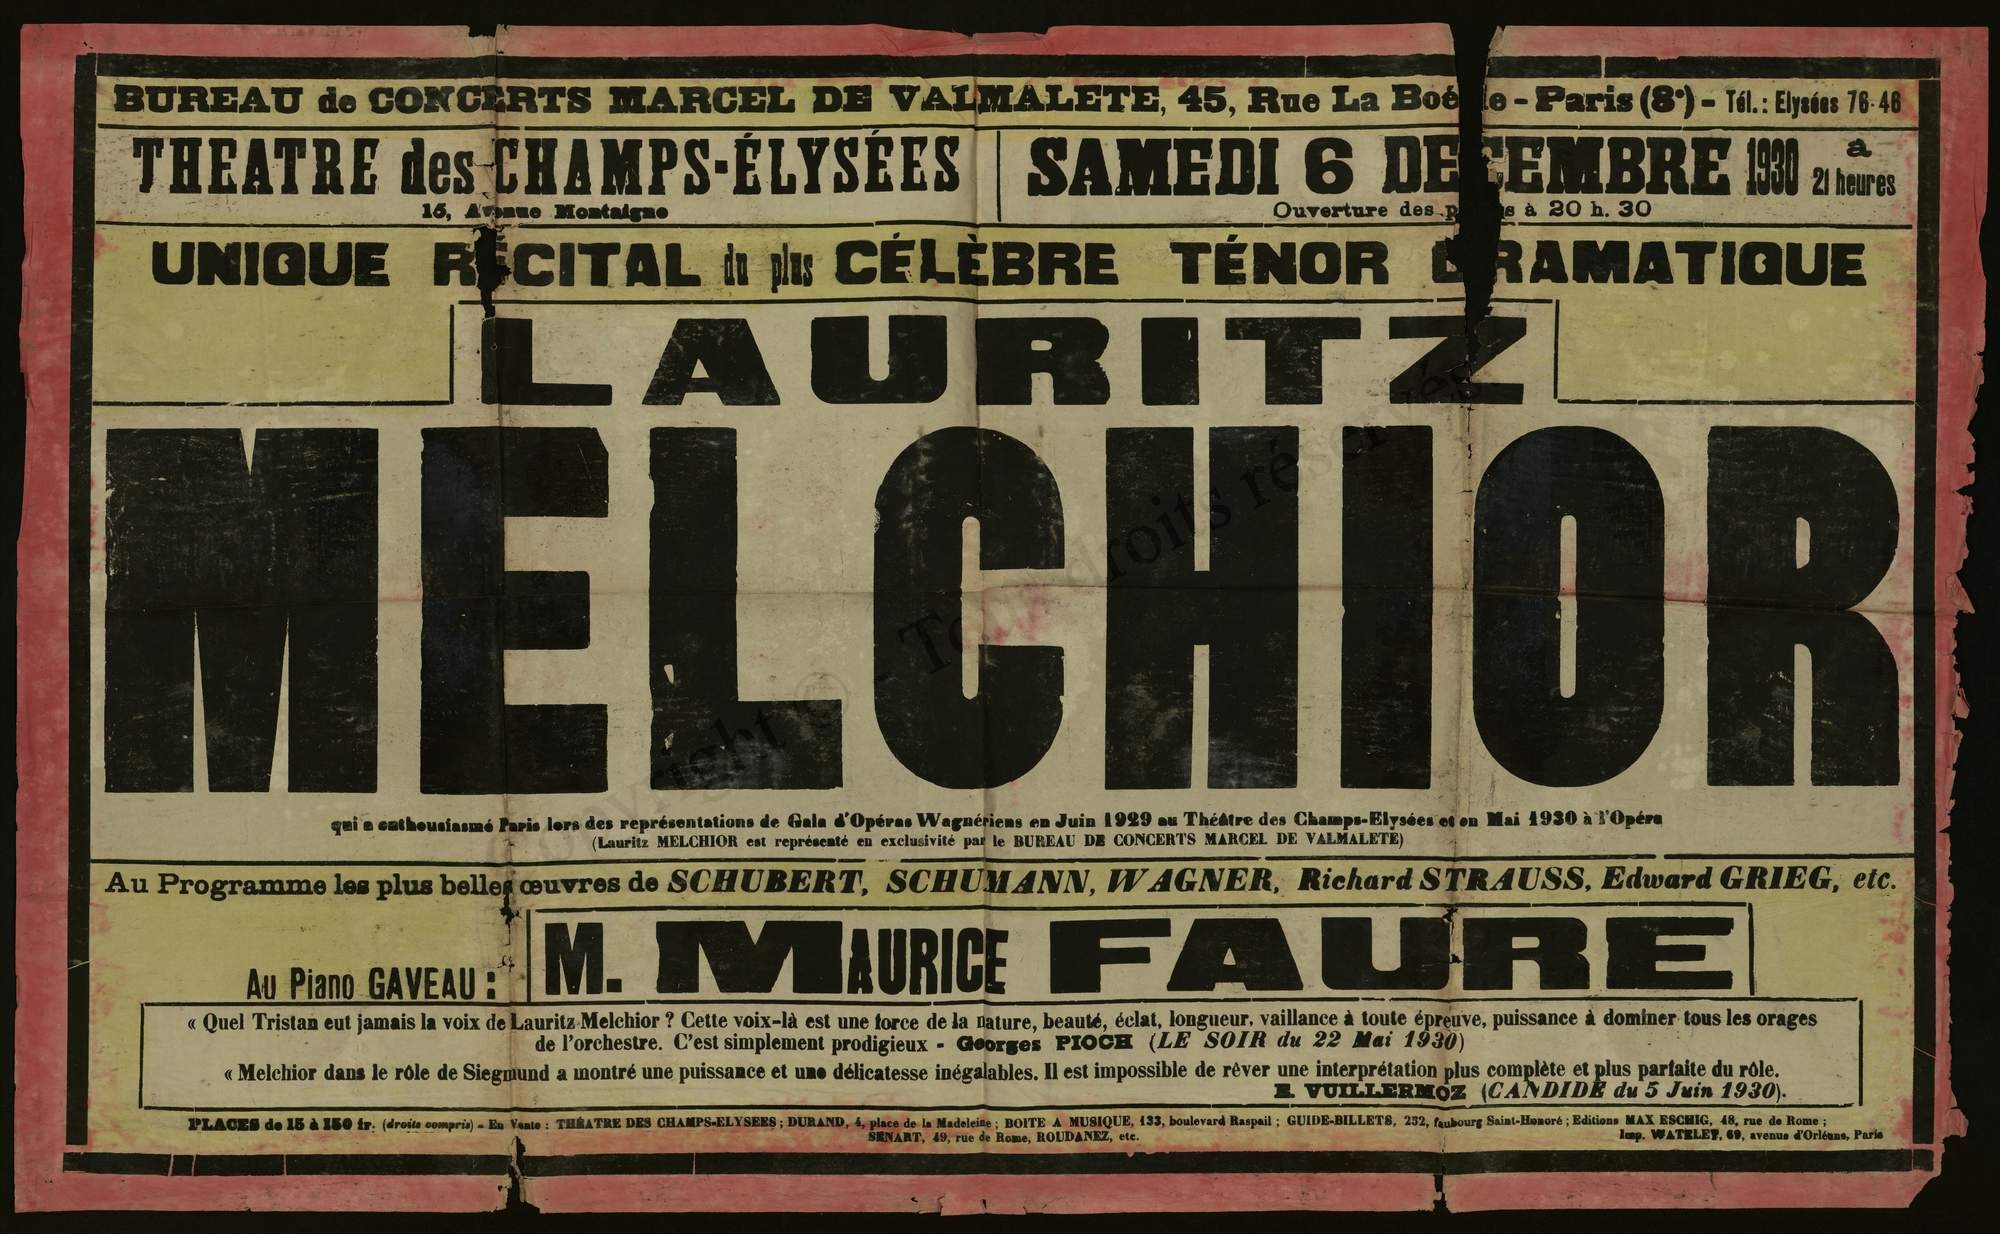 BUREAU de CONCERTS MARCEL DE VALMALETE, 45, Rue La Boétie - Paris (8e) - Tél.: Elysées 76-46
THEATRE des CHAMPS-ÉLYSÉES
15, Avenue Montaigne
SAMEDI 6 DECEMBRE 1930 à 21 heures
Ouverture des portes à 20 h. 30
UNIQUE RÉCITAL du plus CÉLÈBRE TÉNOR DRAMATIQUE
LAURITZ
MELCHIOR
qui a enthousiasmé Paris lors des représentations de Gala d'Opéras Wagnériens en Juin 1929 au Théâtre des Champs-Elysées et en Mai 1930 à l'Opéra
(Lauritz MELCHIOR est représenté en exclusivité par le BUREAU DE CONCERTS MARCEL DE VALMALETE)
Au Programme les plus belles œuvres de SCHUBERT, SCHUMANN, WAGNER, Richard STRAUSS, Edward GRIEG, etc.
Au Piano GAVEAU : M. MAURICE FAURE
« Quel Tristan eut jamais la voix de Lauritz Melchior ? Cette voix-là est une force de la nature, beauté, éclat, longueur, vaillance à toute épreuve, puissance à dominer tous les orages
de l'orchestre. C'est simplement prodigieux - Georges PIOCH (LE SOIR du 22 Mai 1930)
« Melchior dans le rôle de Siegmund a montré une puissance et une délicatesse inégalables. Il est impossible de rêver une interprétation plus complète et plus parfaite du rôle.
E. VUILLERMOZ (CANDIDE du 5 Juin 1930).
PLACES de 15 à 150 fr. (droits compris) - En Vente : THÉATRE DES CHAMPS-ELYSEES ; DURAND, 4, place de la Madeleine ; BOITE A MUSIQUE, 133, boulevard Raspail ; GUIDE-BILLETS, 252, faubourg Saint-Honoré ; Editions MAX ESCHIG, 48, rue de Rome ;
SENART, 49, rue de Rome, ROUDANEZ, etc.
Imp. WATELET, 69, avenue d'Orléans, Paris
Copyright © - Tous droits réservés